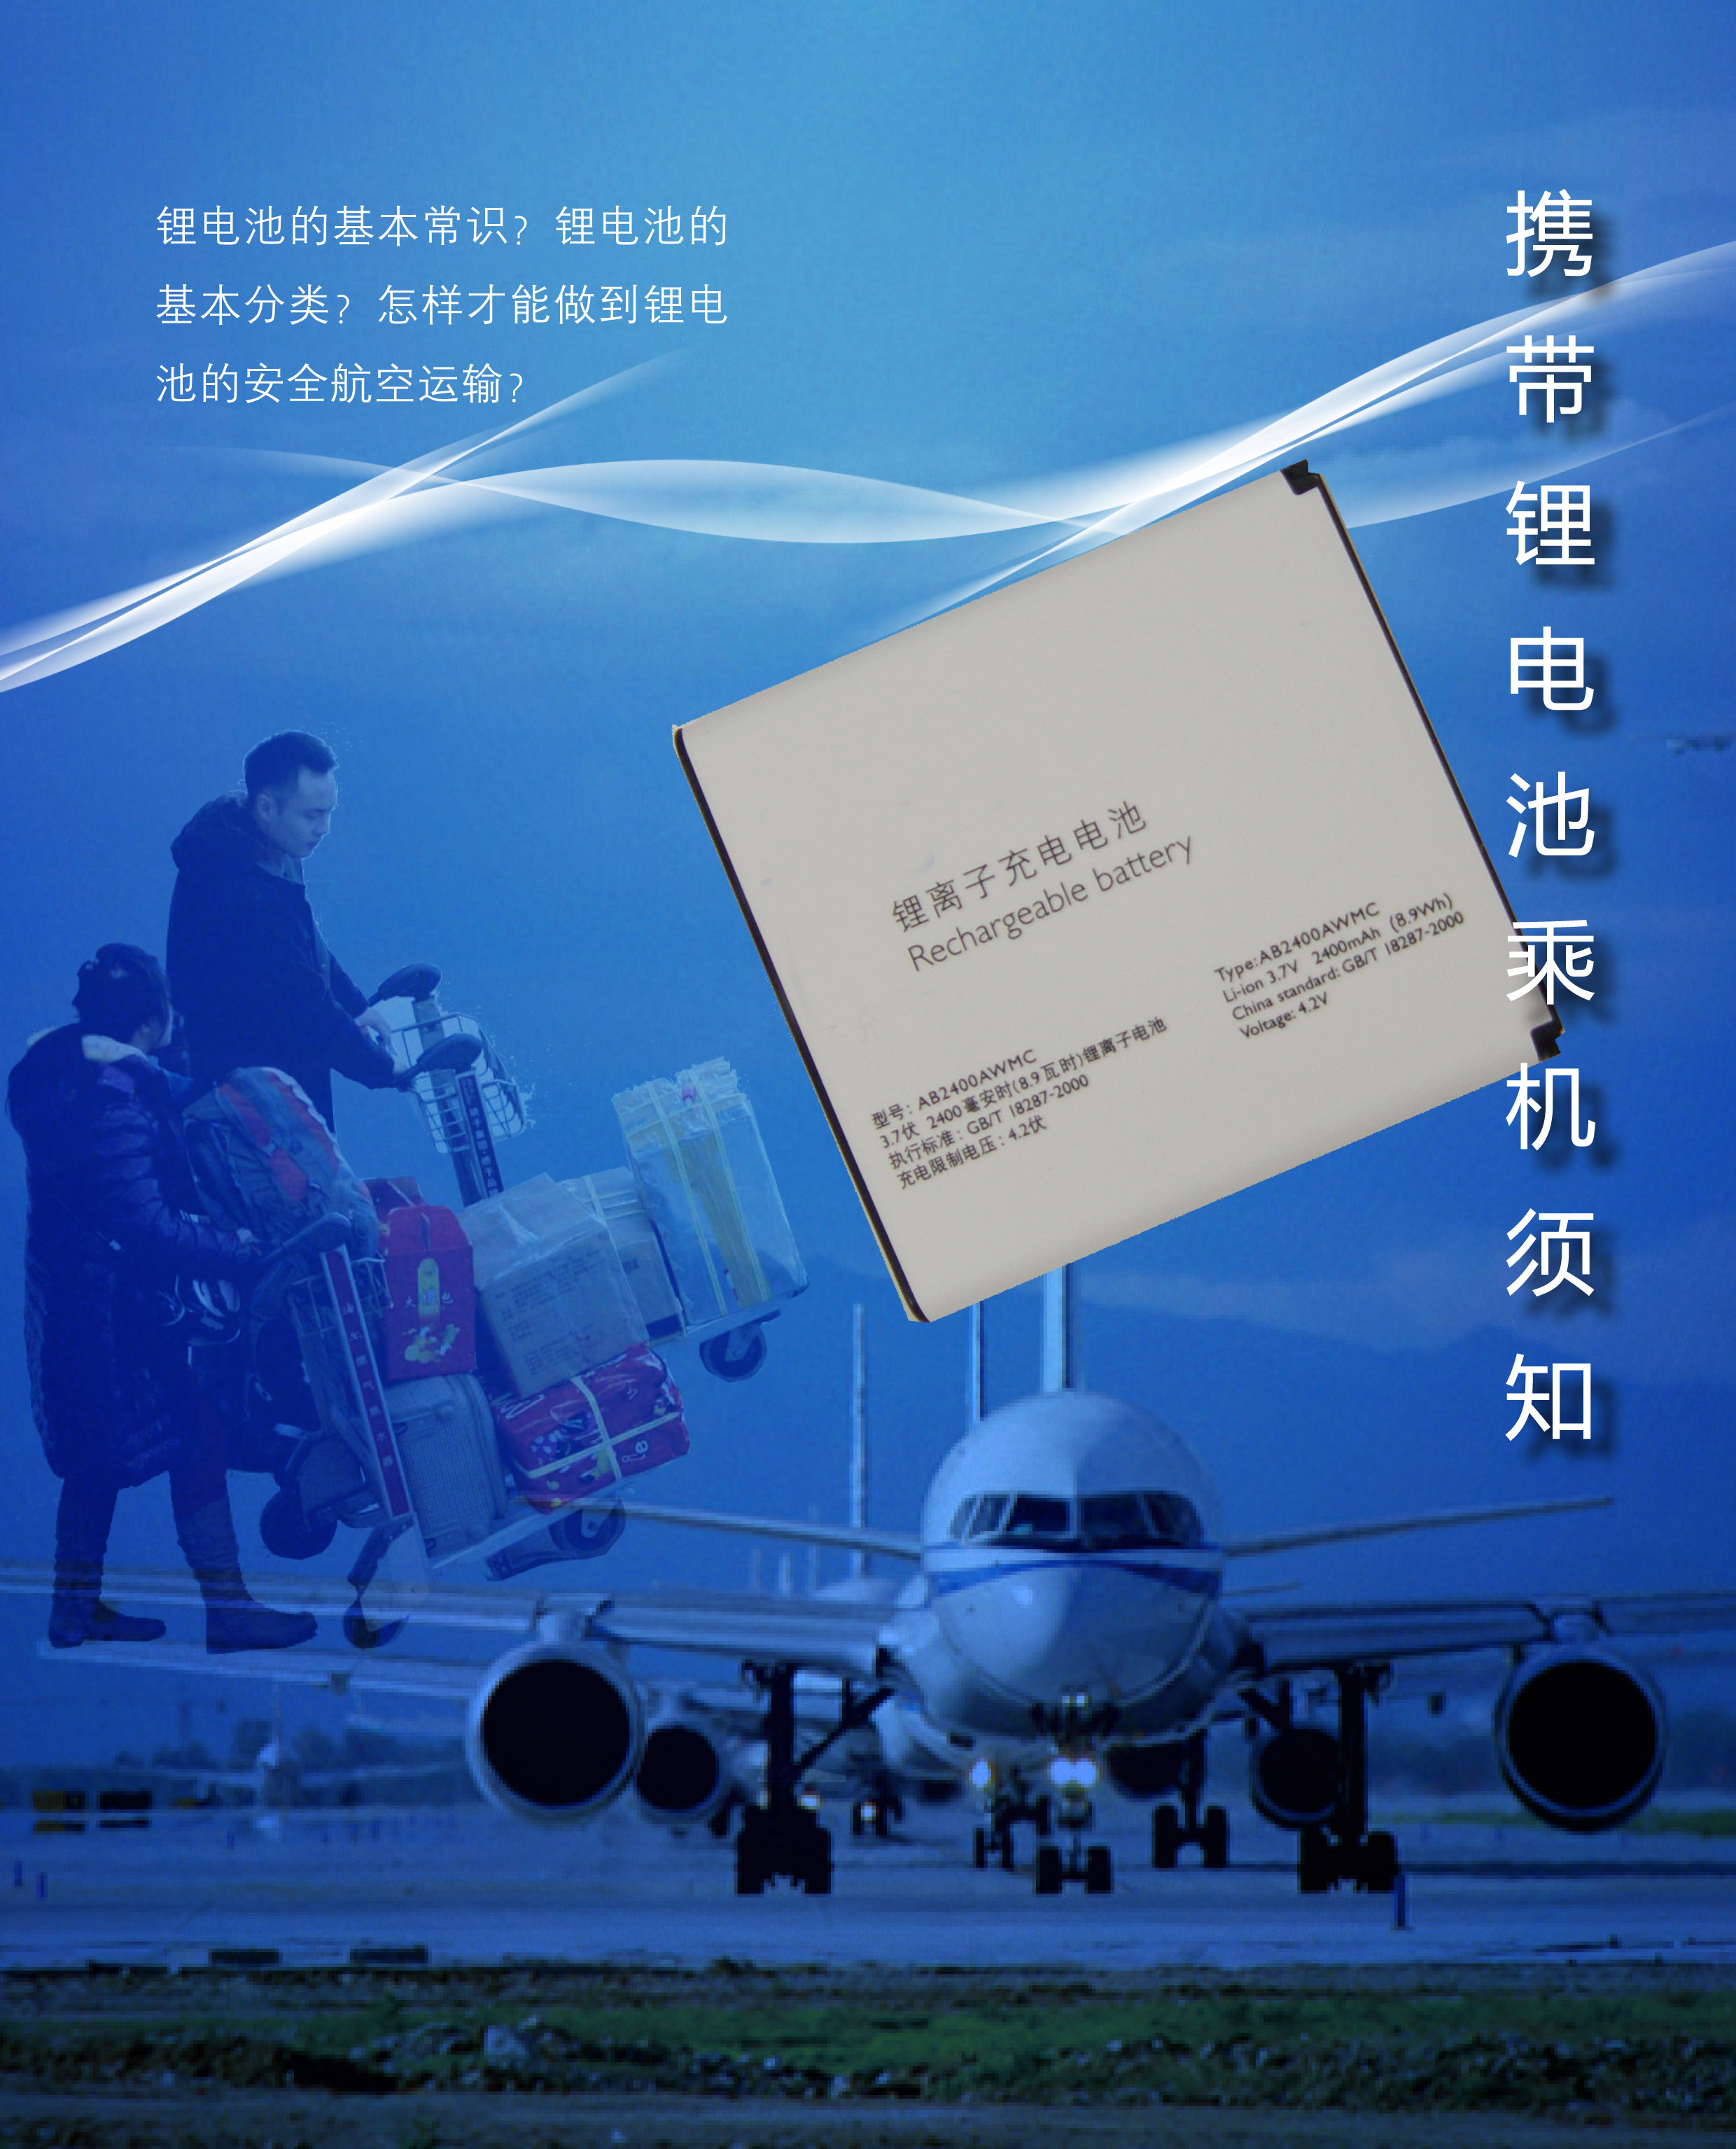 锂电池的基本常识？锂电池的
基本分类？怎样才能做到锂电
池的安全航空运输？
携带锂电池乘机须知
锂离子充电电池
Rechargeable battery
型号：AB2400AWMC
3.7伏 2400毫安时(8.9瓦时)锂离子电池
执行标准：GB/T 18287-2000
充电限制电压：4.2伏
Type:AB2400AWMC
Li-ion 3.7V 2400mAh (8.9Wh)
China standard: GB/T 18287-2000
Voltage: 4.2V